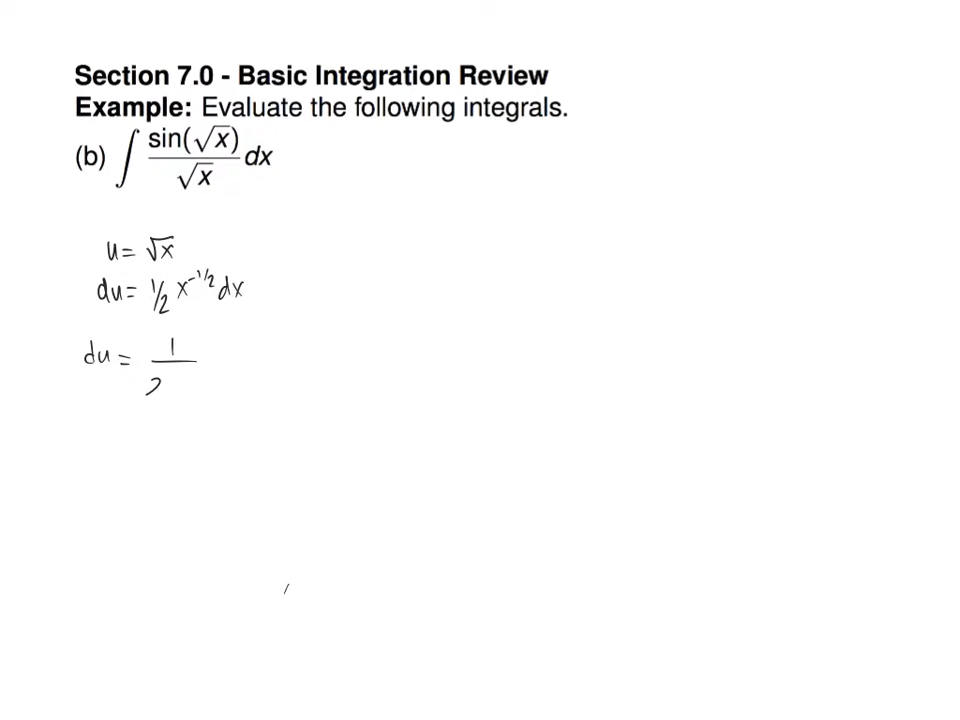 Section 7.0 - Basic Integration Review
Example: Evaluate the following integrals.
(b) ∫ sin(√x)/√x dx
u = √x
du = 1/2 x^(-1/2) dx
du = 1/2